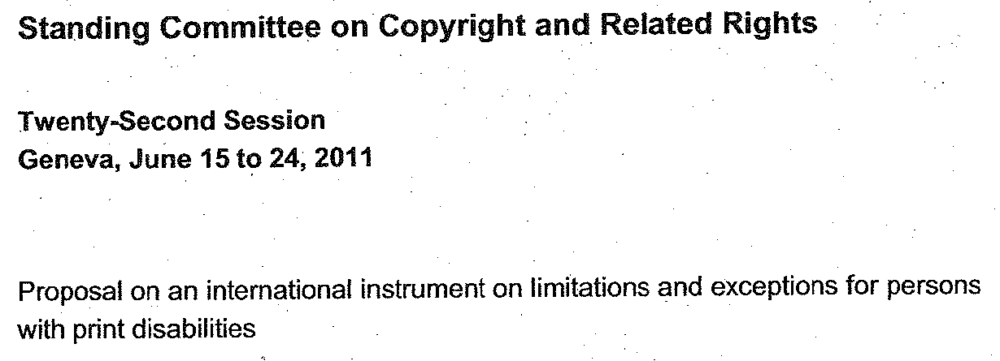 Standing Committee on Copyright and Related Rights
Twenty-Second Session
Geneva, June 15 to 24, 2011
Proposal on an international instrument on limitations and exceptions for persons
with print disabilities